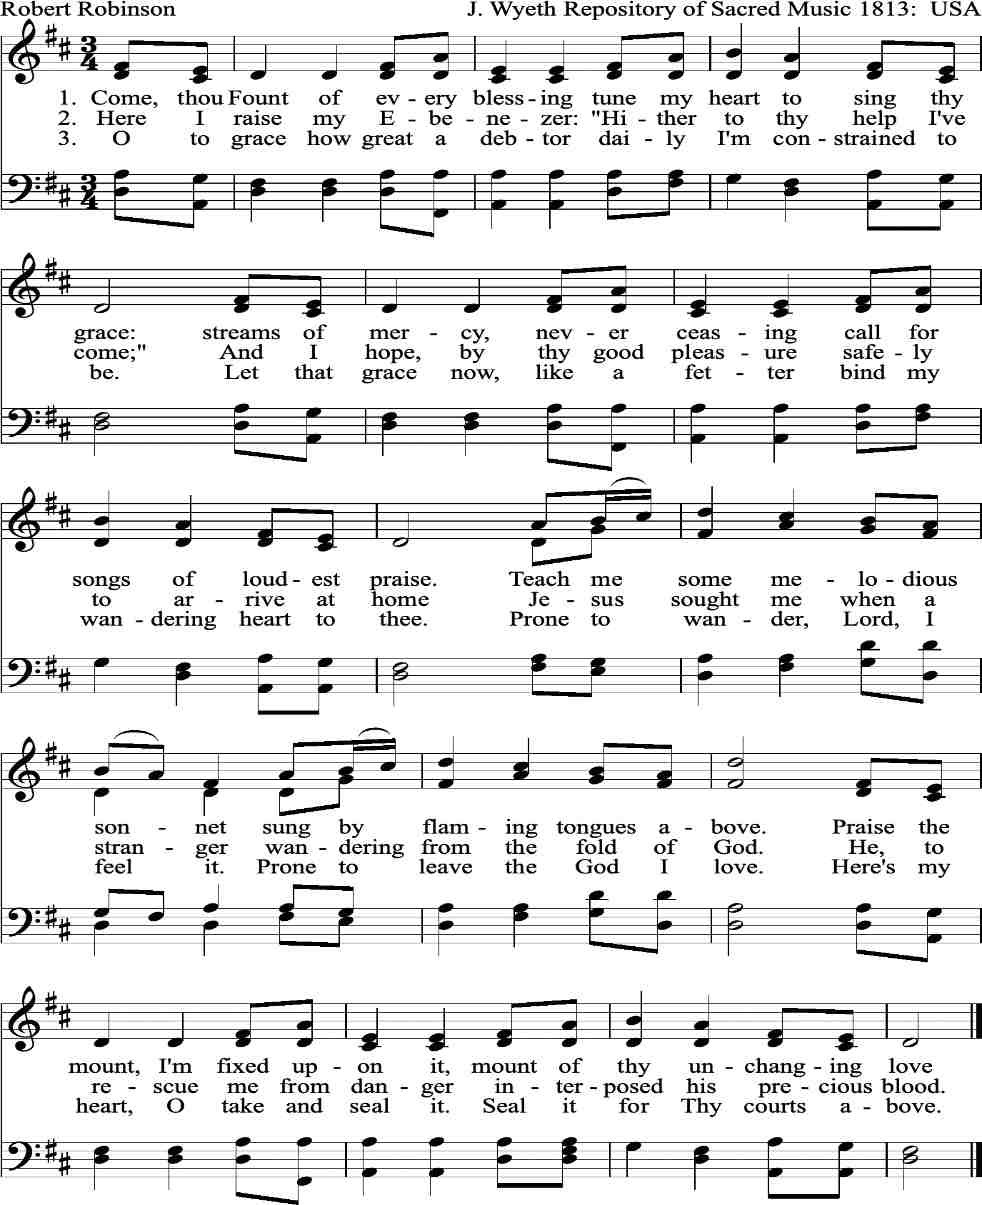 Robert Robinson J. Wyeth Repository of Sacred Music 1813: USA
3 4
1. Come, thou Fount of ev-ery bless-ing tune my heart to sing thy
2. Here I raise my E-be-ne-zer: "Hi-ther to thy help I've
3. O to grace how great a deb-tor dai-ly I'm con-strained to
3 4
grace: streams of mer-cy, nev-er ceas-ing call for
come;" And I hope, by thy good pleas-ure safe-ly
be. Let that grace now, like a fet-ter bind my
songs of loud-est praise. Teach me some me-lo-dious
to ar-rive at home Je-sus sought me when a
wan-dering heart to thee. Prone to wan-der, Lord, I
son-net sung by flam-ing tongues a-bove. Praise the
stran-ger wan-dering from the fold of God. He, to
feel it. Prone to leave the God I love. Here's my
mount, I'm fixed up-on it, mount of thy un-chang-ing love
re-scue me from dan-ger in-ter-posed his pre-cious blood.
heart, O take and seal it. Seal it for Thy courts a-bove.